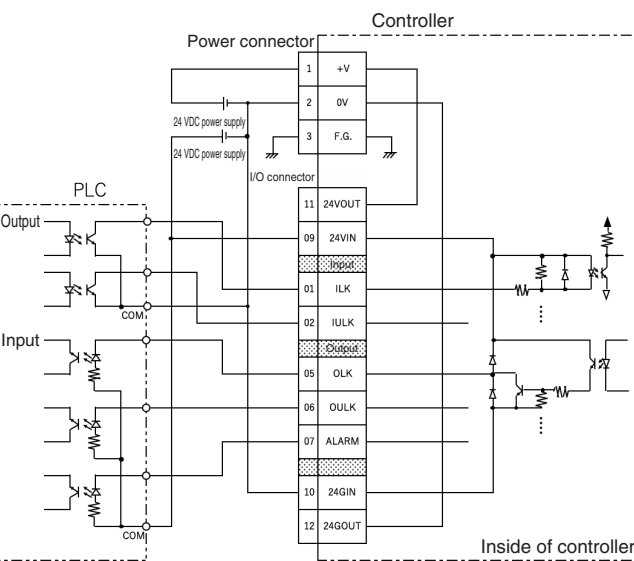 Controller
Power connector
1 +V
2 0V
3 F.G.
24 VDC power supply
24 VDC power supply
I/O connector
PLC
11 24VOUT
Output
09 24VIN
Input
01 ILK
COM
02 IULK
Input
Output
05 OLK
06 OULK
07 ALARM
10 24GIN
12 24GOUT
COM
Inside of controller